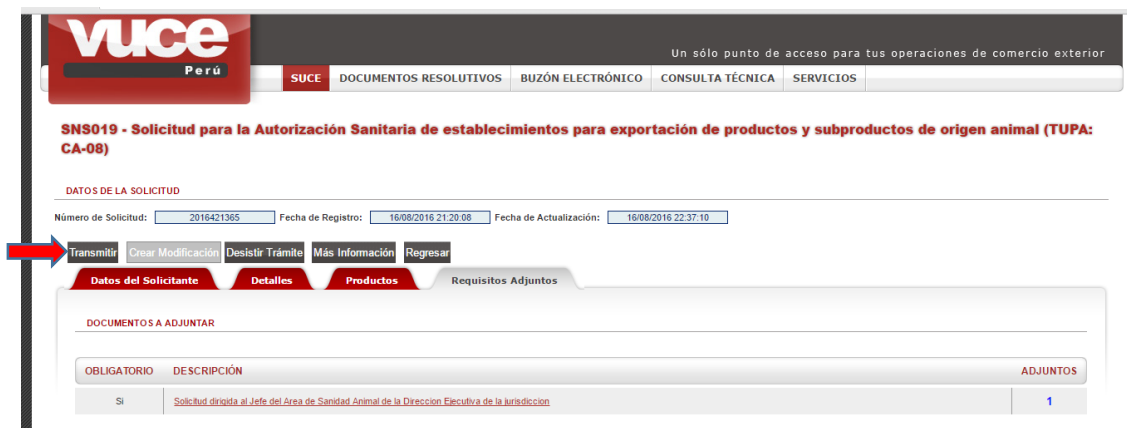 vuce
Perú
Un sólo punto de acceso para tus operaciones de comercio exterior
SUCE DOCUMENTOS RESOLUTIVOS BUZÓN ELECTRÓNICO CONSULTA TÉCNICA SERVICIOS
SNS019 - Solicitud para la Autorización Sanitaria de establecimientos para exportación de productos y subproductos de origen animal (TUPA:
CA-08)
DATOS DE LA SOLICITUD
Número de Solicitud: 2016421365 Fecha de Registro: 16/08/2016 21:20:08 Fecha de Actualización: 16/08/2016 22:37:10
Transmitir Crear Modificación Desistir Trámite Más Información Regresar
Datos del Solicitante Detalles Productos Requisitos Adjuntos
DOCUMENTOS A ADJUNTAR
OBLIGATORIO DESCRIPCIÓN ADJUNTOS
Si Solicitud dirigida al Jefe del Area de Sanidad Animal de la Direccion Ejecutiva de la jurisdiccion 1